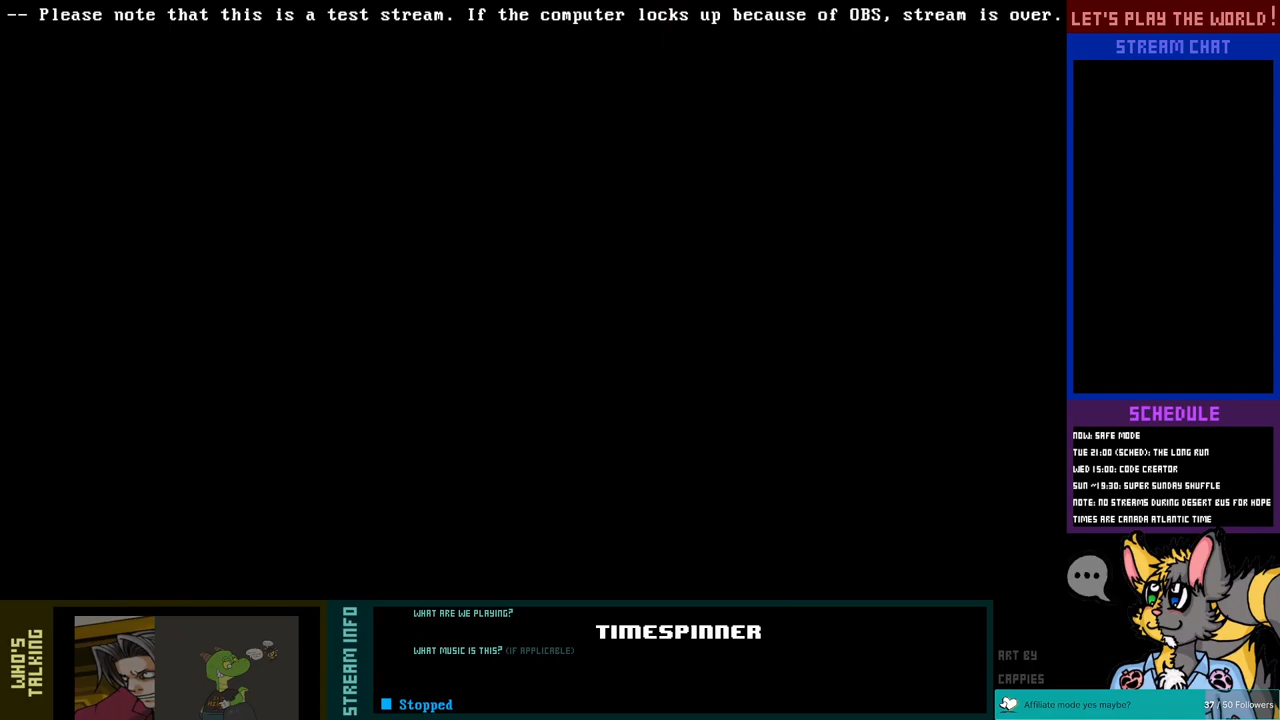 -- Please note that this is a test stream. If the computer locks up because of OBS, stream is over.
LET'S PLAY THE WORLD!
STREAM CHAT
SCHEDULE
NOW: SAFE MODE
TUE 21:00 (SCHED): THE LONG RUN
WED 15:00: CODE CREATOR
SUN ~19:30: SUPER SUNDAY SHUFFLE
NOTE: NO STREAMS DURING DESERT BUS FOR HOPE
TIMES ARE CANADA ATLANTIC TIME
WHO'S
TALKING
STREAM INFO
WHAT ARE WE PLAYING?
TIMESPINNER
WHAT MUSIC IS THIS? (IF APPLICABLE)
Stopped
ART BY
CAPPIES
Affiliate mode yes maybe?
37 / 50 Followers